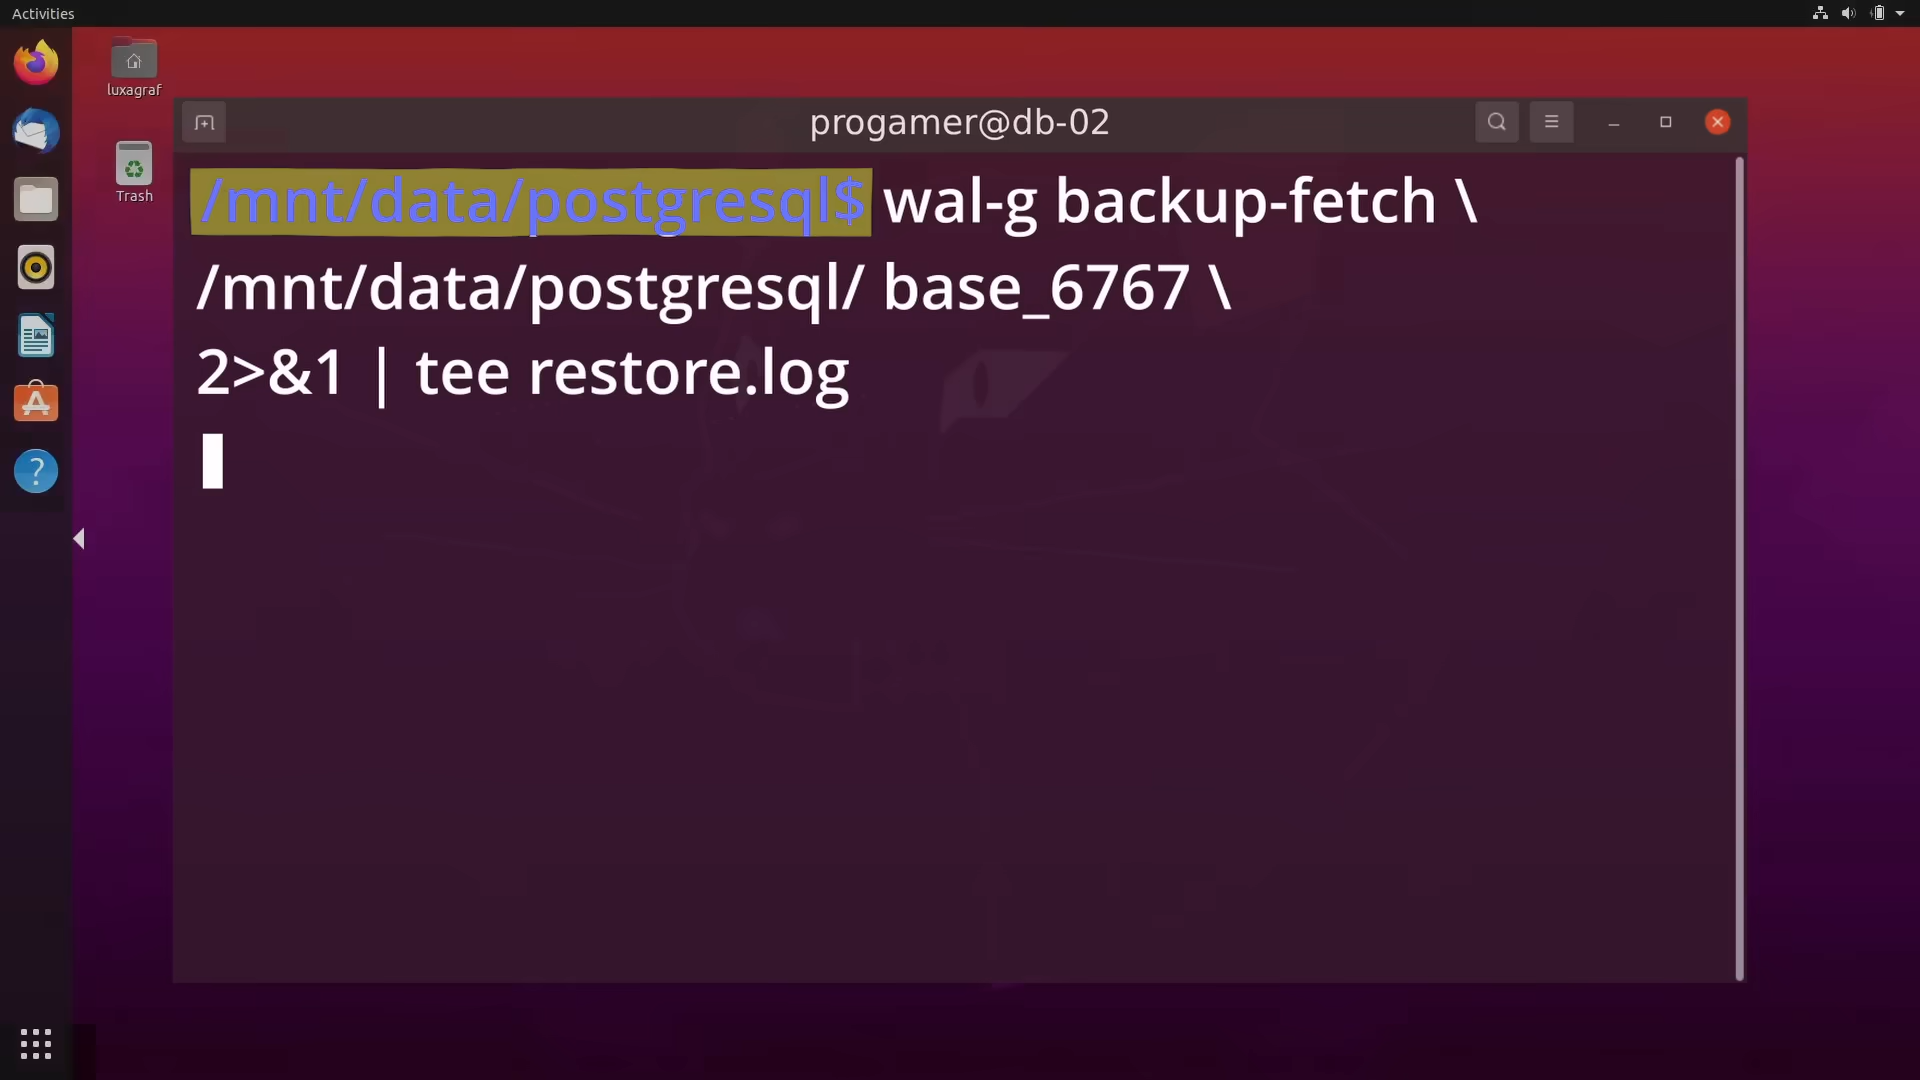 Activities
luxagraf
Trash
progamer@db-02
/mnt/data/postgresql$ wal-g backup-fetch \
/mnt/data/postgresql/ base_6767 \
2>&1 | tee restore.log